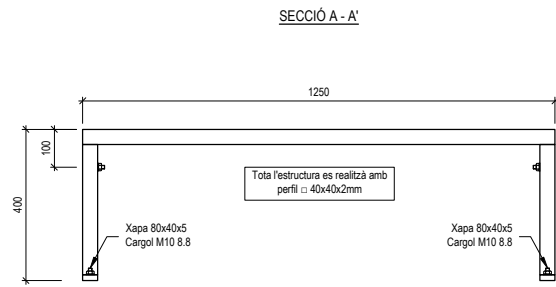 SECCIÓ A - A'
1250
100
400
Tota l'estructura es realitzà amb
perfil □ 40x40x2mm
Xapa 80x40x5
Cargol M10 8.8
Xapa 80x40x5
Cargol M10 8.8